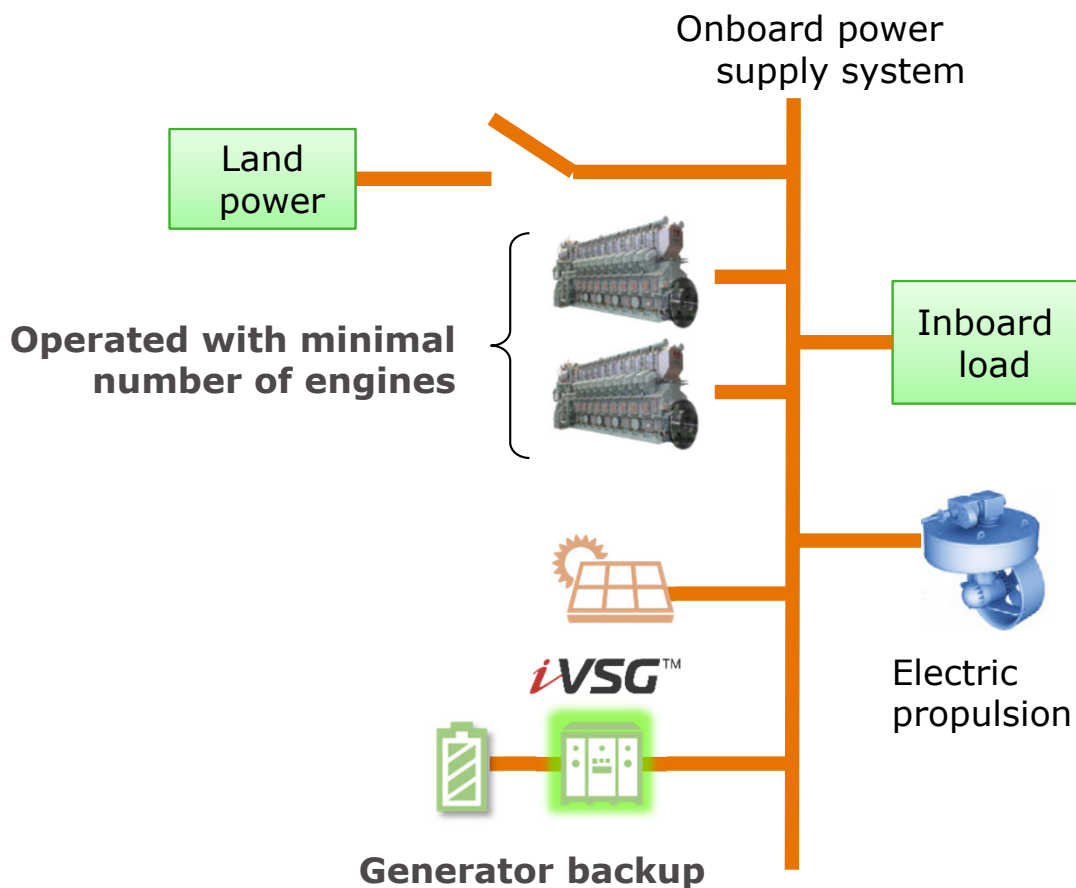 Onboard power
supply system
Land
power
Operated with minimal
number of engines
Inboard
load
iVSG™
Electric
propulsion
Generator backup